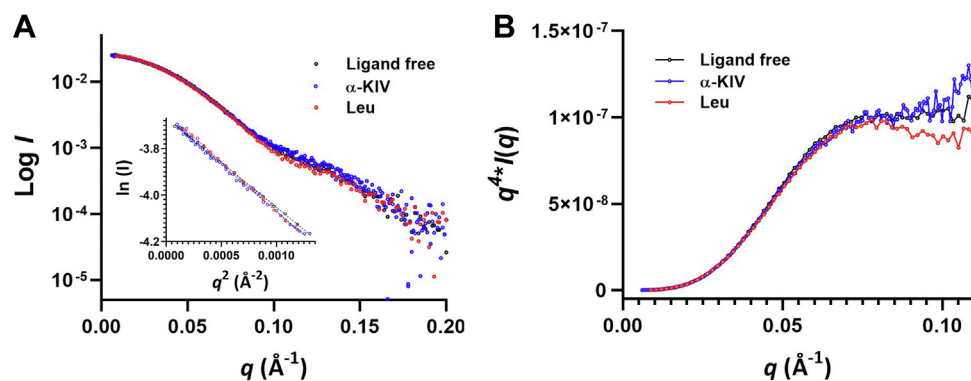 A
Log I
10⁻²
10⁻³
10⁻⁴
10⁻⁵
Ligand free
α-KIV
Leu
ln (I)
-3.8
-4.0
-4.2
0.0000 0.0005 0.0010
q² (Å⁻²)
0.00 0.05 0.10 0.15 0.20
q (Å⁻¹)
B
q⁴*I(q)
1.5×10⁻⁷
1×10⁻⁷
5×10⁻⁸
0
Ligand free
α-KIV
Leu
0.00 0.05 0.10
q (Å⁻¹)